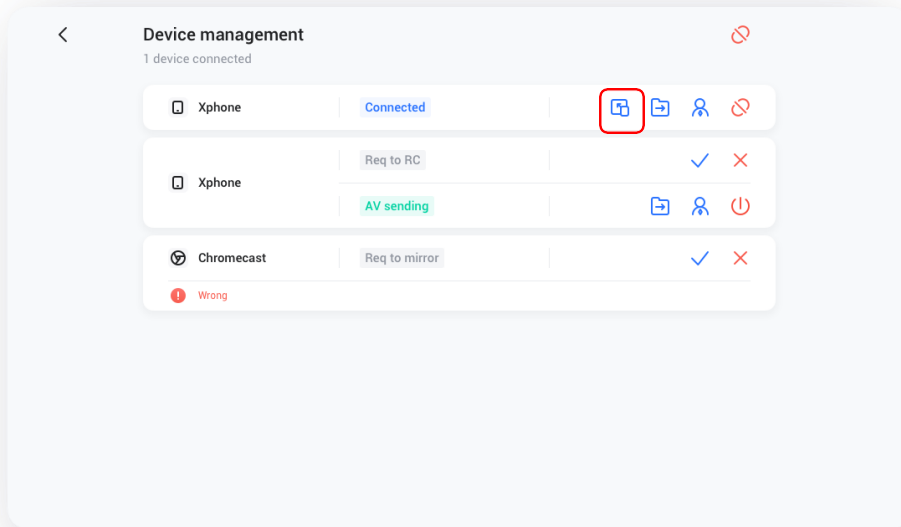 Device management
1 device connected
Xphone
Connected
Xphone
Req to RC
AV sending
Chromecast
Req to mirror
Wrong